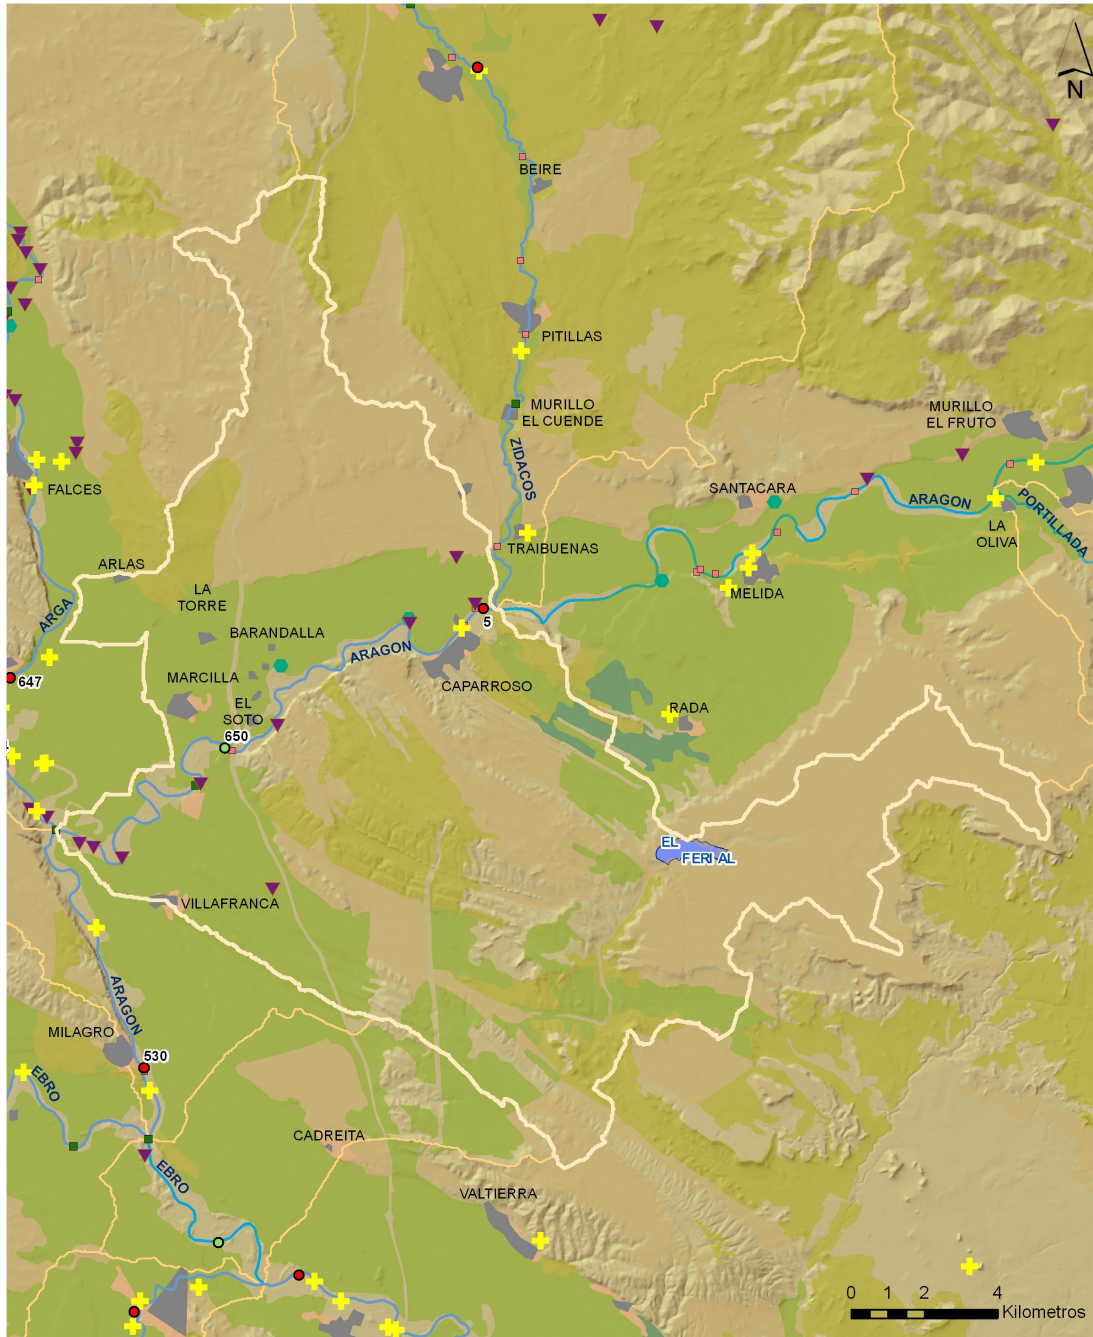 N
BEIRE
PITILLAS
MURILLO
EL CUENDE
MURILLO
EL FRUTO
ZIDACOS
FALCES
SANTACARA
ARAGON
PORTILLADA
LA
OLIVA
TRAIBUENAS
ARLAS
LA
TORRE
MELIDA
ARGA
5
BARANDALLA
ARAGON
647
MARCILLA
CAPARROSO
EL
SOTO
RADA
650
EL
FERIAL
VILLAFRANCA
ARAGON
MILAGRO
530
EBRO
CADREITA
EBRO
VALTIERRA
0 1 2 4
Kilometros